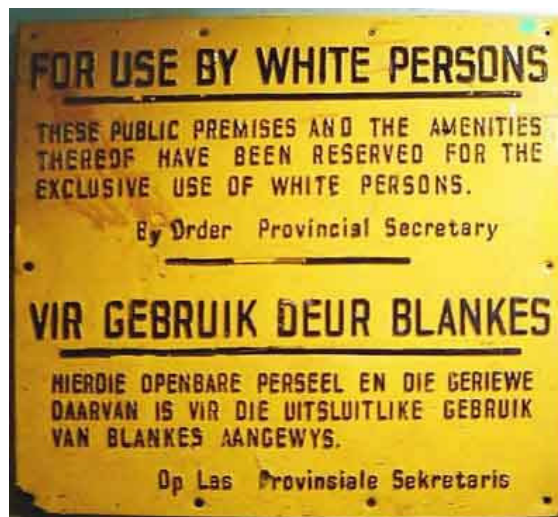 FOR USE BY WHITE PERSONS
THESE PUBLIC PREMISES AND THE AMENITIES
THEREOF HAVE BEEN RESERVED FOR THE
EXCLUSIVE USE OF WHITE PERSONS.
By Order Provincial Secretary
VIR GEBRUIK DEUR BLANKES
HIERDIE OPENBARE PERSEEL EN DIE GERIEWE
DAARVAN IS VIR DIE UITSLUITLIKE GEBRUIK
VAN BLANKES AANGEWYS.
Op Las Provinsiale Sekretaris